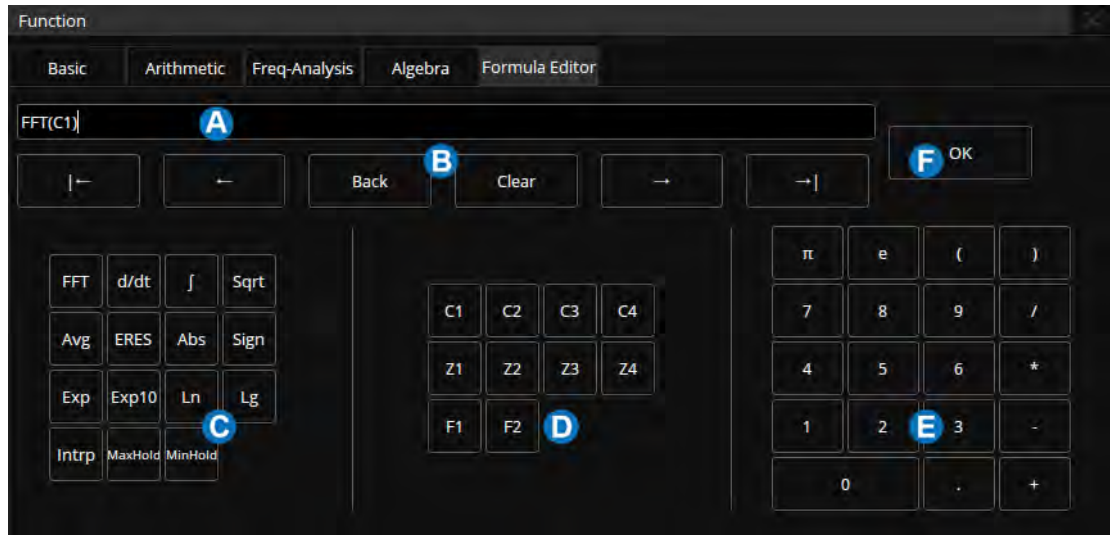 Function
Basic Arithmetic Freq-Analysis Algebra Formula Editor
FFT(C1) A
F OK
|← ← Back B Clear → →|
FFT d/dt ∫ Sqrt
Avg ERES Abs Sign
Exp Exp10 Ln Lg
C
Intrp MaxHold MinHold
C1 C2 C3 C4
Z1 Z2 Z3 Z4
F1 F2 D
π e ( )
7 8 9 /
4 5 6 *
1 2 E 3 -
0 . +